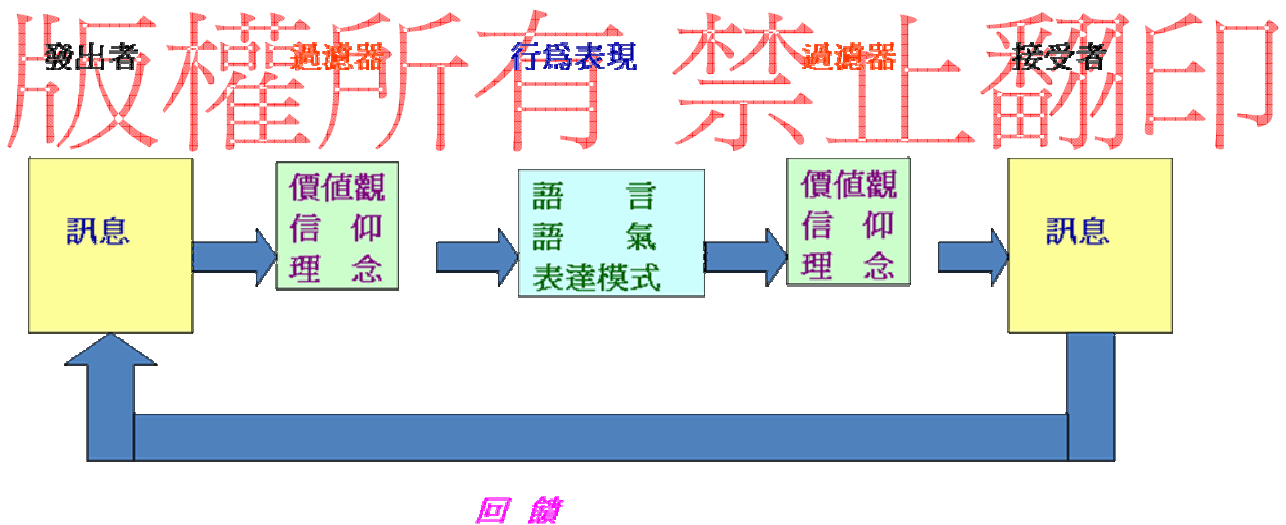 版權所有 禁止翻印
發出者 過濾器 行為表現 過濾器 接受者
訊息
價值觀
信仰
理念
語言
語氣
表達模式
價值觀
信仰
理念
訊息
回饋